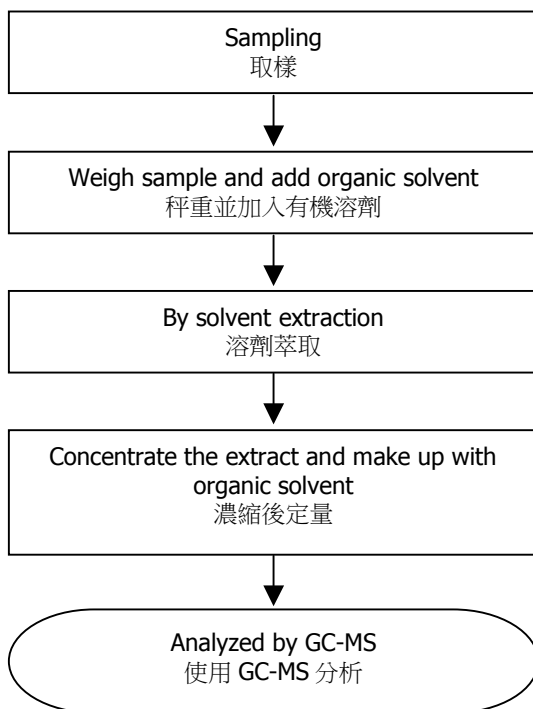 Sampling
取樣
Weigh sample and add organic solvent
秤重並加入有機溶劑
By solvent extraction
溶劑萃取
Concentrate the extract and make up with
organic solvent
濃縮後定量
Analyzed by GC-MS
使用 GC-MS 分析